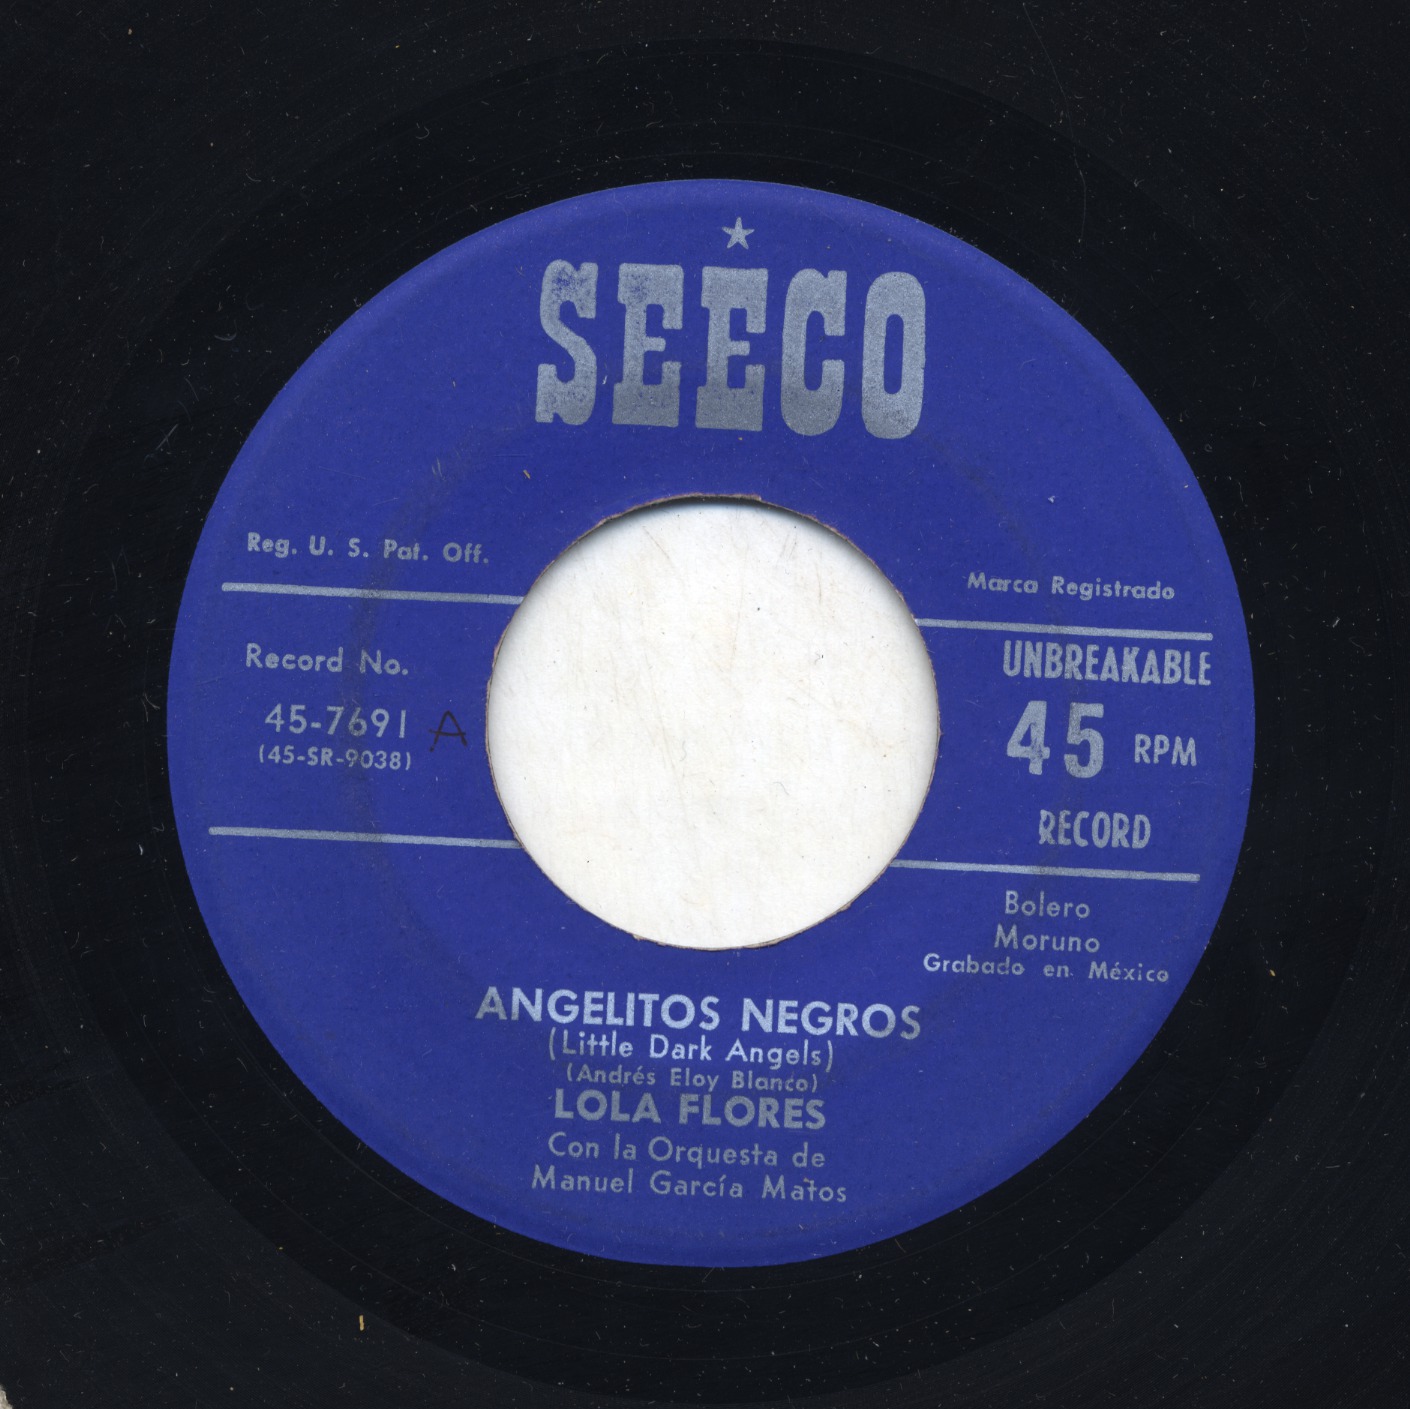 SEECO
Reg. U. S. Pat. Off.
Marca Registrado
Record No.
45-7691 A
(45-SR-9038)
UNBREAKABLE
45 RPM
RECORD
Bolero
Moruno
Grabado en México
ANGELITOS NEGROS
(Little Dark Angels)
(Andrés Eloy Blanco)
LOLA FLORES
Con la Orquesta de
Manuel García Matos